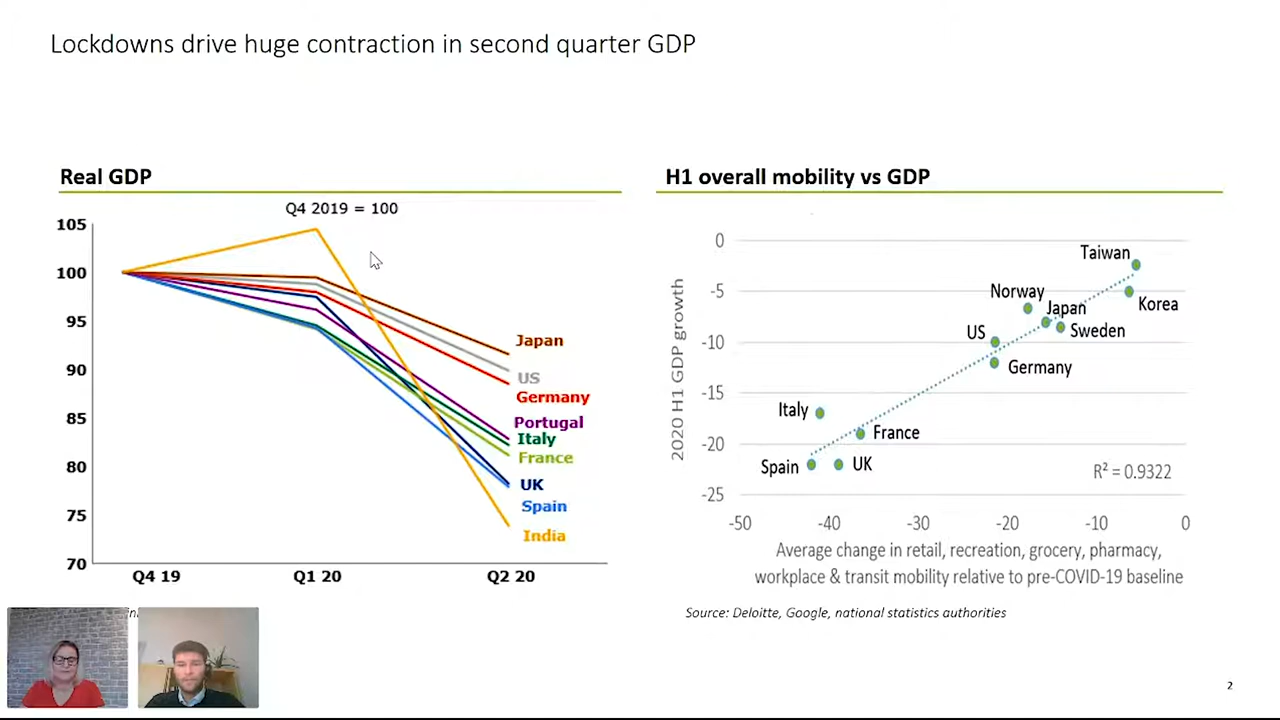 Lockdowns drive huge contraction in second quarter GDP
Real GDP
Q4 2019 = 100
105
100
95
90
85
80
75
70
Japan
US
Germany
Portugal
Italy
France
UK
Spain
India
Q4 19
Q1 20
Q2 20
H1 overall mobility vs GDP
2020 H1 GDP growth
0
-5
-10
-15
-20
-25
Taiwan
Korea
Norway
Japan
Sweden
US
Germany
Italy
France
Spain
UK
R² = 0.9322
-50
-40
-30
-20
-10
0
Average change in retail, recreation, grocery, pharmacy,
workplace & transit mobility relative to pre-COVID-19 baseline
Source: Deloitte, Google, national statistics authorities
2